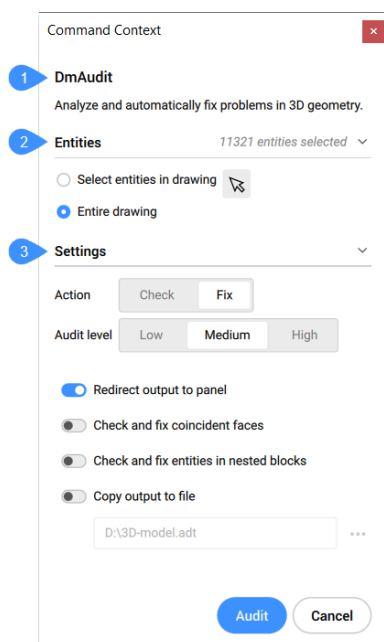 Command Context
1 DmAudit
Analyze and automatically fix problems in 3D geometry.
2 Entities 11321 entities selected
Select entities in drawing
Entire drawing
3 Settings
Action Check Fix
Audit level Low Medium High
Redirect output to panel
Check and fix coincident faces
Check and fix entities in nested blocks
Copy output to file
D:\3D-model.adt
Audit Cancel